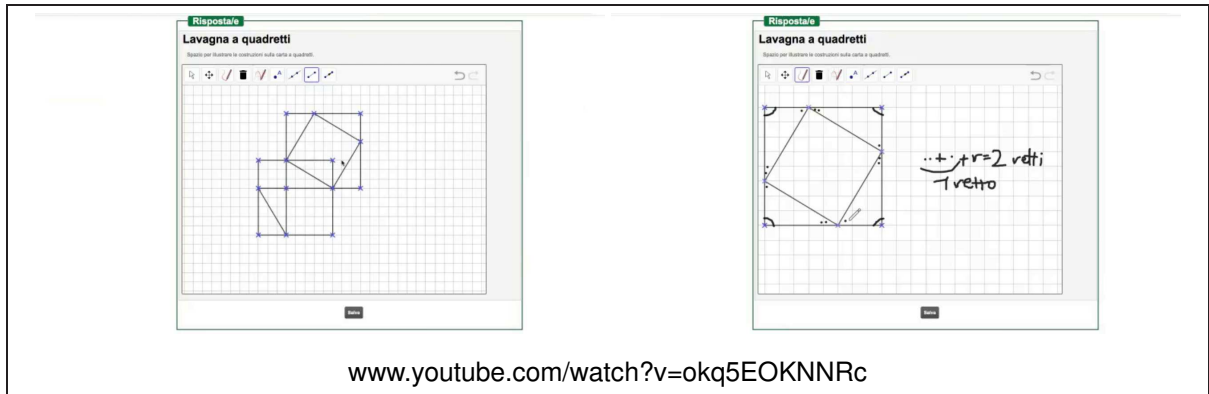 Risposta/e
Lavagna a quadretti
Spazio per illustrare le costruzioni sulla carta a quadretti.
Salva
Risposta/e
Lavagna a quadretti
Spazio per illustrare le costruzioni sulla carta a quadretti.
..+.+r=2 retti
1 retto
Salva
www.youtube.com/watch?v=okq5EOKNNRc